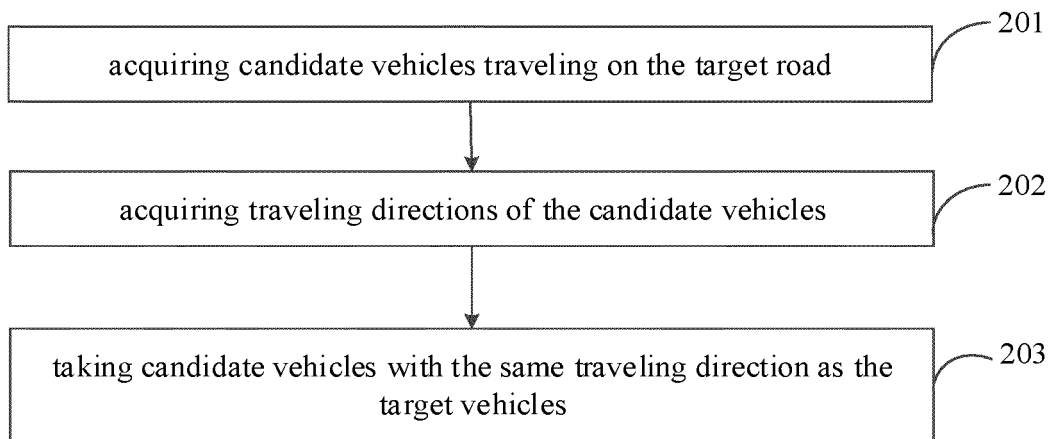 201
acquiring candidate vehicles traveling on the target road
202
acquiring traveling directions of the candidate vehicles
203
taking candidate vehicles with the same traveling direction as the
target vehicles